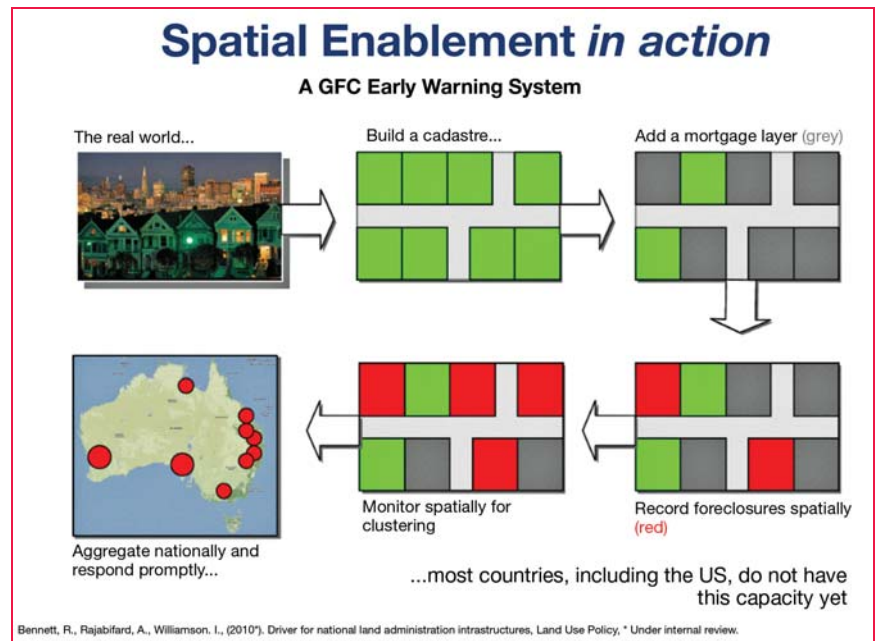 Spatial Enablement in action
A GFC Early Warning System
The real world...
Build a cadastre...
Add a mortgage layer (grey)
Record foreclosures spatially
(red)
Monitor spatially for
clustering
Aggregate nationally and
respond promptly...
...most countries, including the US, do not have
this capacity yet
Bennett, R., Rajabifard, A., Williamson. I., (2010*). Driver for national land administration intrastructures, Land Use Policy, * Under internal review.